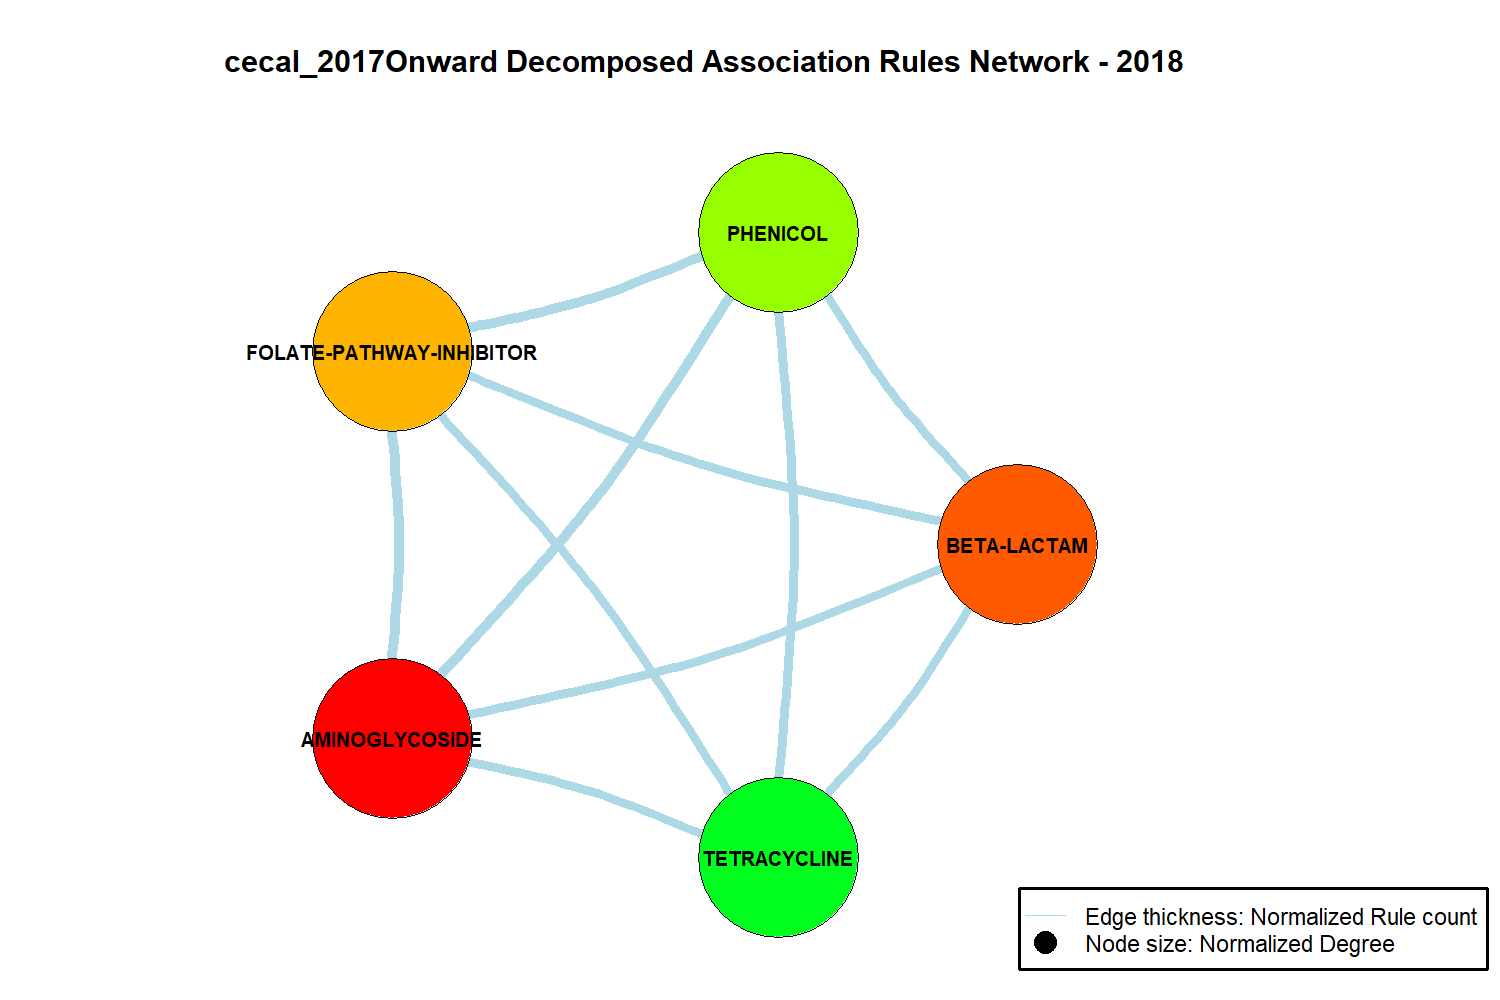 cecal_2017Onward Decomposed Association Rules Network - 2018
PHENICOL
FOLATE-PATHWAY-INHIBITOR
BETA-LACTAM
AMINOGLYCOSIDE
TETRACYCLINE
Edge thickness: Normalized Rule count
Node size: Normalized Degree